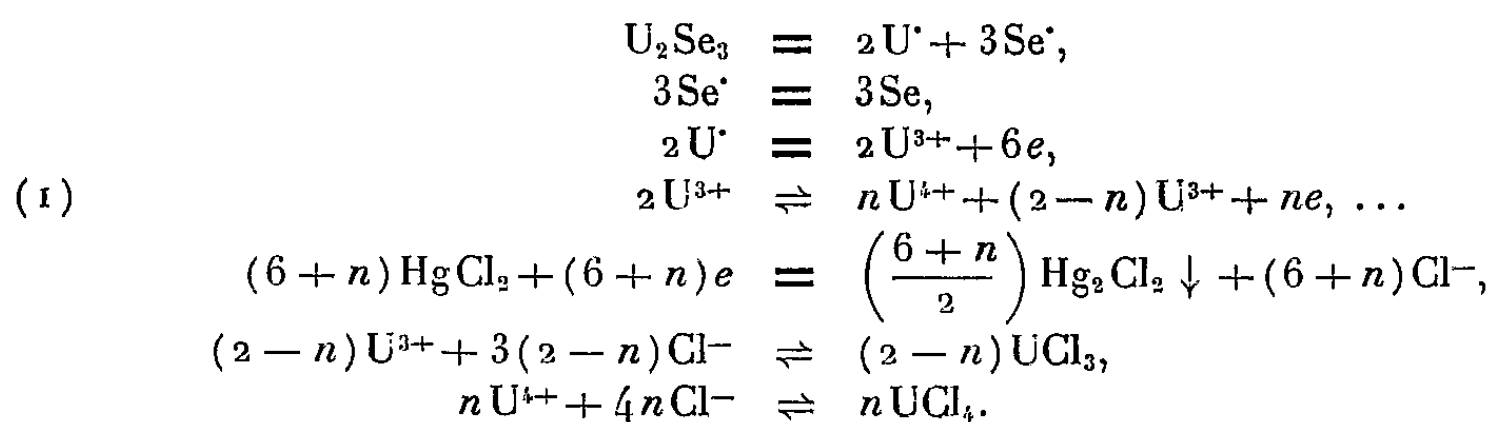 U₂Se₃ = 2U˙ + 3Se˙,
3Se˙ = 3Se,
2U˙ = 2U³⁺ + 6e,
(1) 2U³⁺ ⇌ nU⁴⁺ + (2 — n)U³⁺ + ne, ...
(6 + n)HgCl₂ + (6 + n)e = ((6 + n)/2) Hg₂Cl₂ ↓ + (6 + n)Cl⁻,
(2 — n)U³⁺ + 3(2 — n)Cl⁻ ⇌ (2 — n)UCl₃,
nU⁴⁺ + 4nCl⁻ ⇌ nUCl₄.